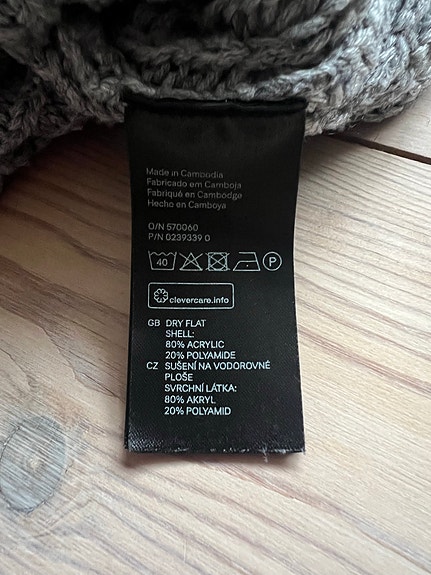 Made in Cambodia
Fabricado em Camboja
Fabriqué en Cambodge
Hecho en Camboya
O/N 570060
P/N 0239339 0
40 P
clevercare.info
GB DRY FLAT
SHELL:
80% ACRYLIC
20% POLYAMIDE
CZ SUŠENÍ NA VODOROVNÉ
PLOŠE
SVRCHNÍ LÁTKA:
80% AKRYL
20% POLYAMID